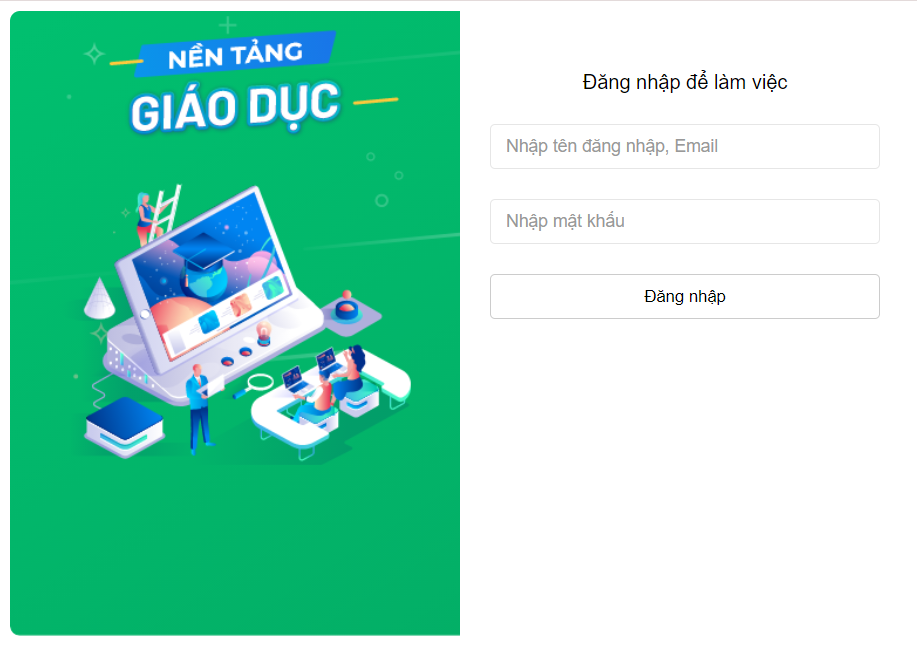 NỀN TẢNG
GIÁO DỤC
Đăng nhập để làm việc
Nhập tên đăng nhập, Email
Nhập mật khẩu
Đăng nhập